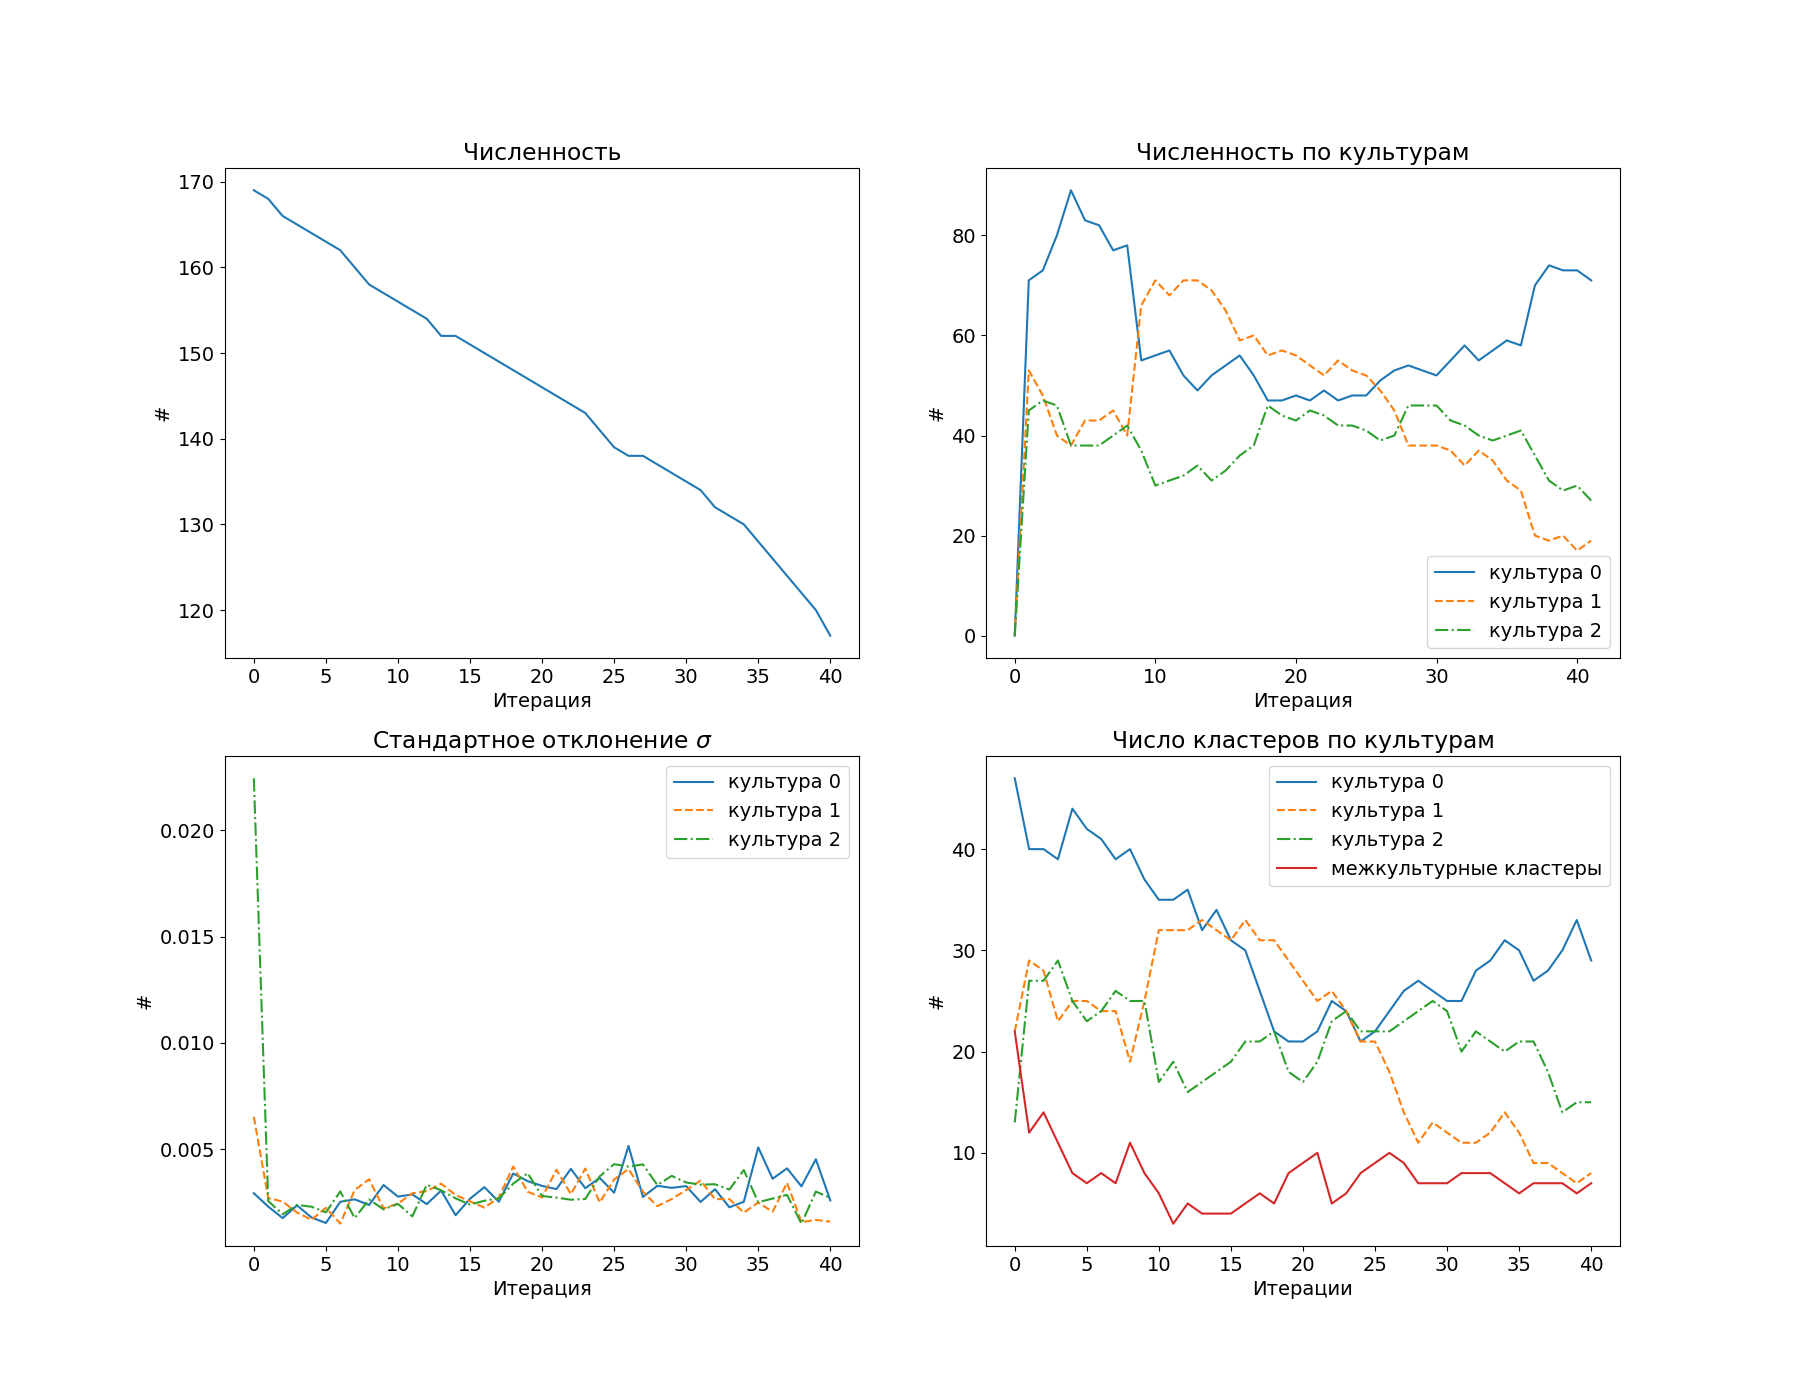 Численность
170
160
150
140
130
120
#
0 5 10 15 20 25 30 35 40
Итерация
Численность по культурам
80
60
40
20
0
#
культура 0
культура 1
культура 2
0 10 20 30 40
Итерация
Стандартное отклонение σ
0.020
0.015
0.010
0.005
#
культура 0
культура 1
культура 2
0 5 10 15 20 25 30 35 40
Итерация
Число кластеров по культурам
40
30
20
10
#
культура 0
культура 1
культура 2
межкультурные кластеры
0 5 10 15 20 25 30 35 40
Итерации